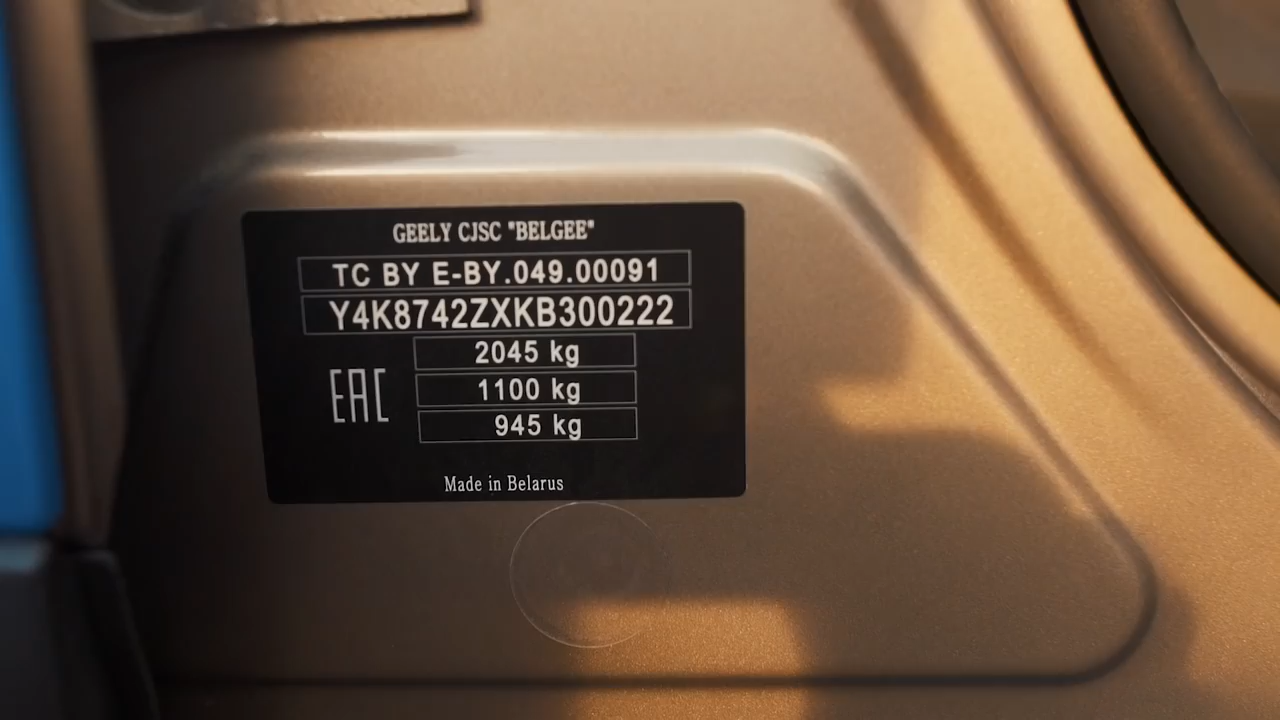 GEELY CJSC "BELGEE"
TC BY E-BY.049.00091
Y4K8742ZXKB300222
2045 kg
1100 kg
945 kg
EAC
Made in Belarus